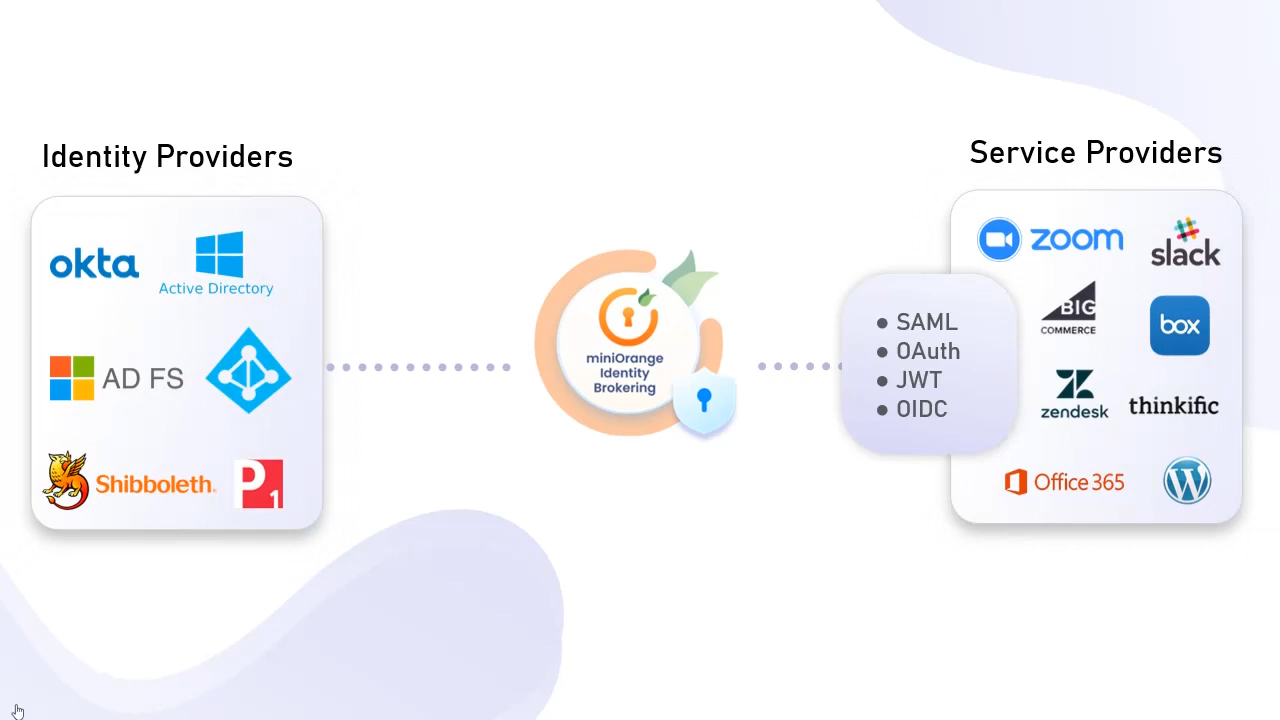 Identity Providers
okta
Active Directory
AD FS
Shibboleth.
P1
miniOrange
Identity
Brokering
Service Providers
zoom
slack
BIG
COMMERCE
box
zendesk
thinkific
Office 365
W
SAML
OAuth
JWT
OIDC